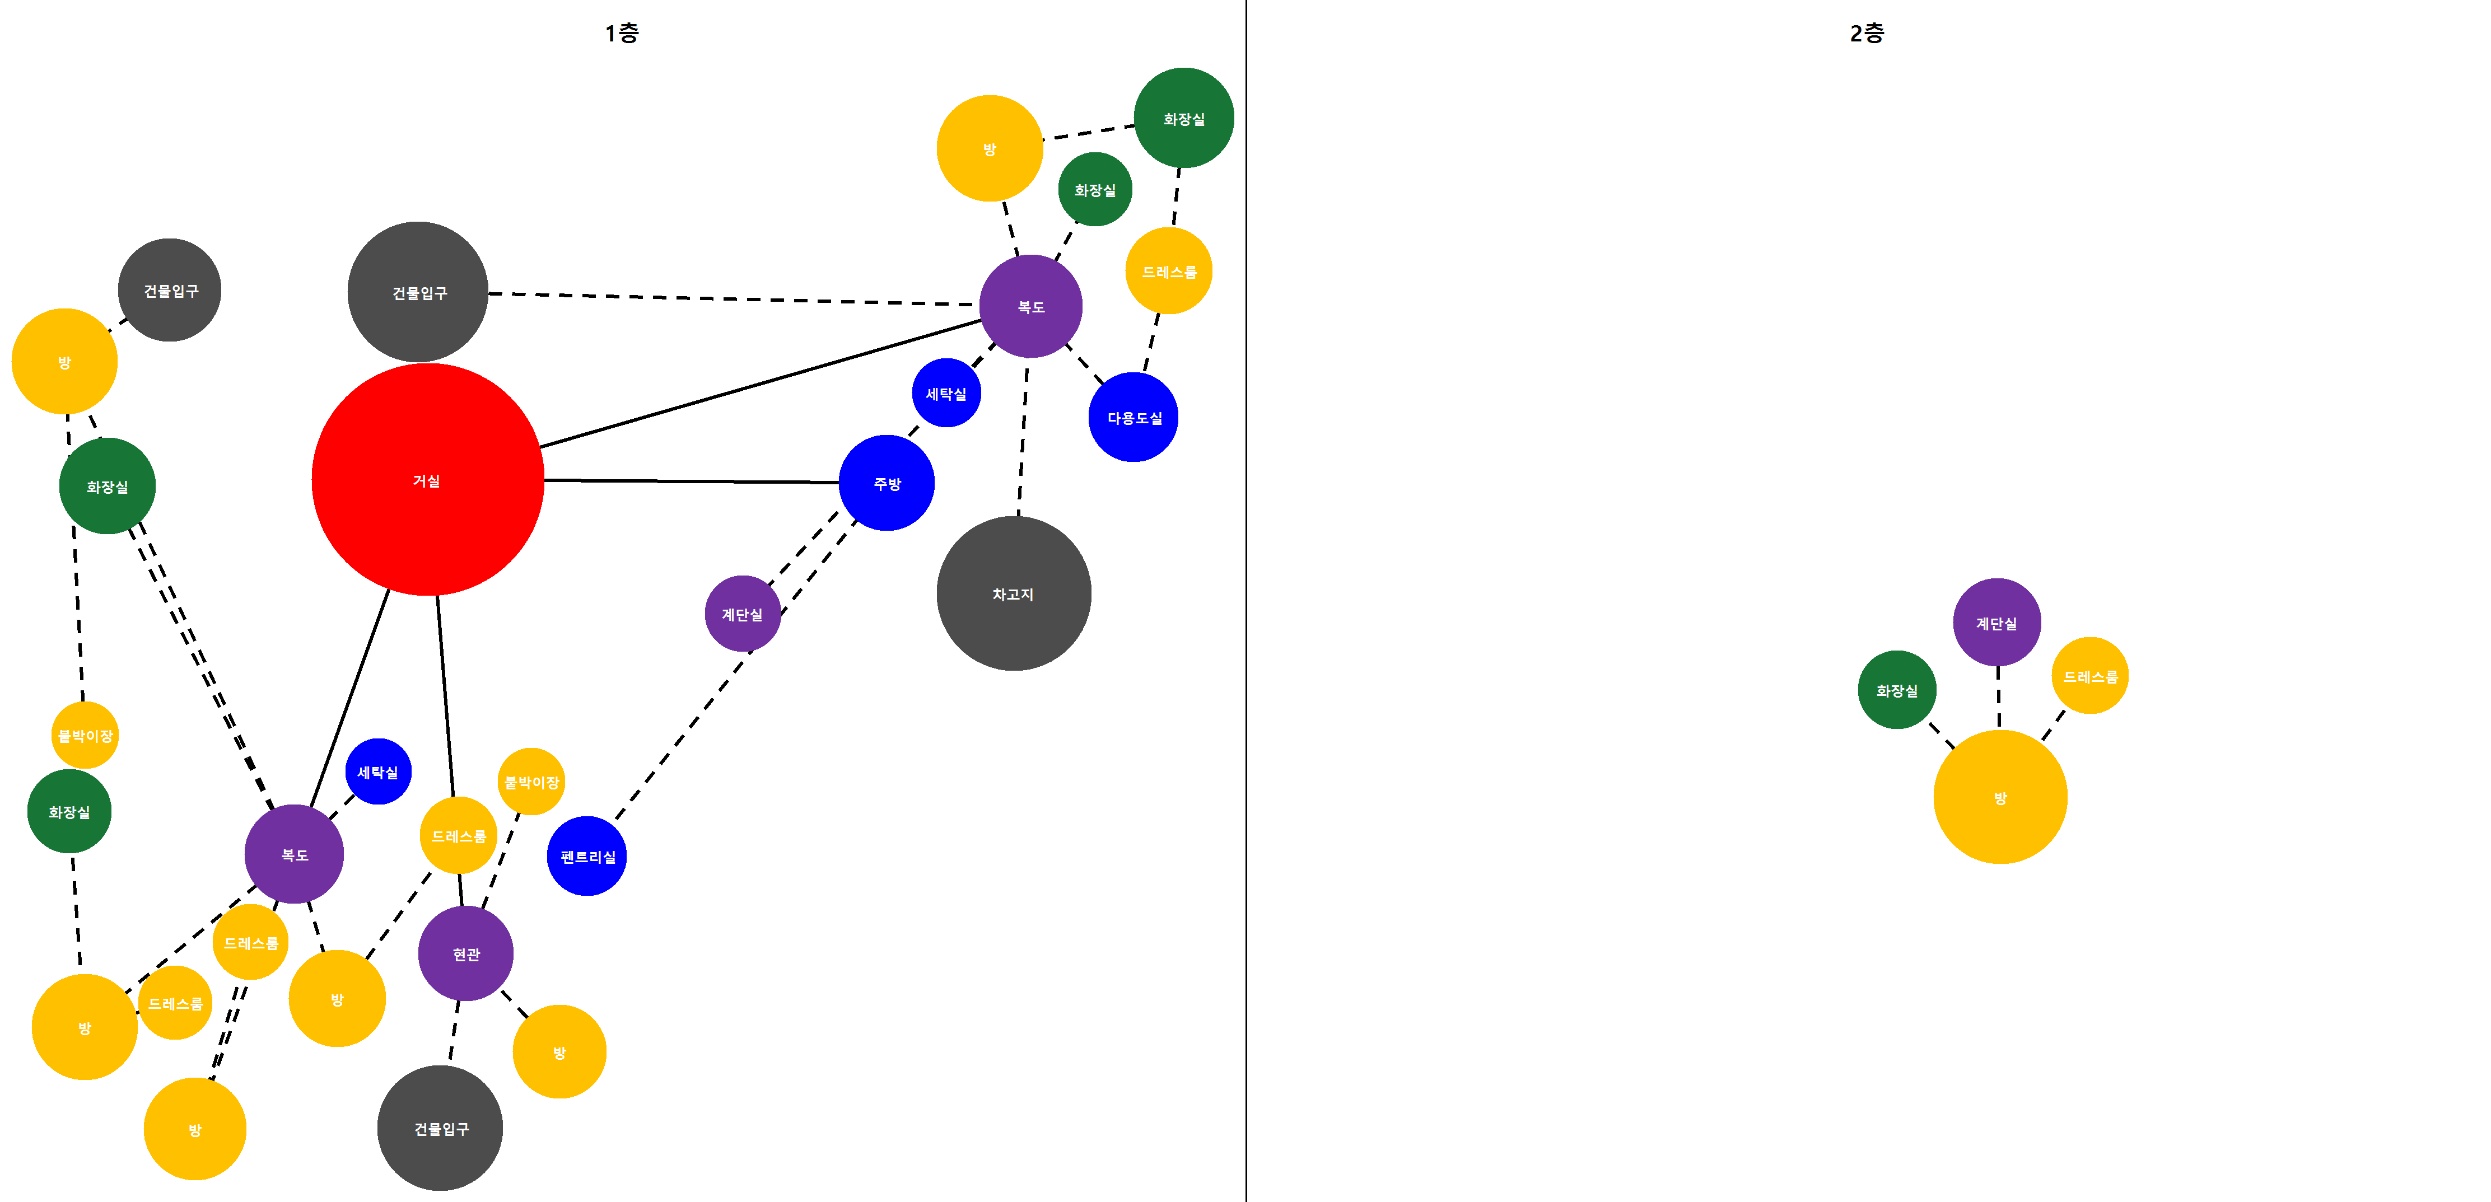 1층
2층
화장실
방
화장실
드레스룸
건물입구
건물입구
복도
방
세탁실
다용도실
거실
주방
화장실
차고지
계단실
붙박이장
세탁실
붙박이장
화장실
드레스룸
복도
펜트리실
드레스룸
현관
드레스룸
방
방
방
건물입구
방
계단실
드레스룸
화장실
방